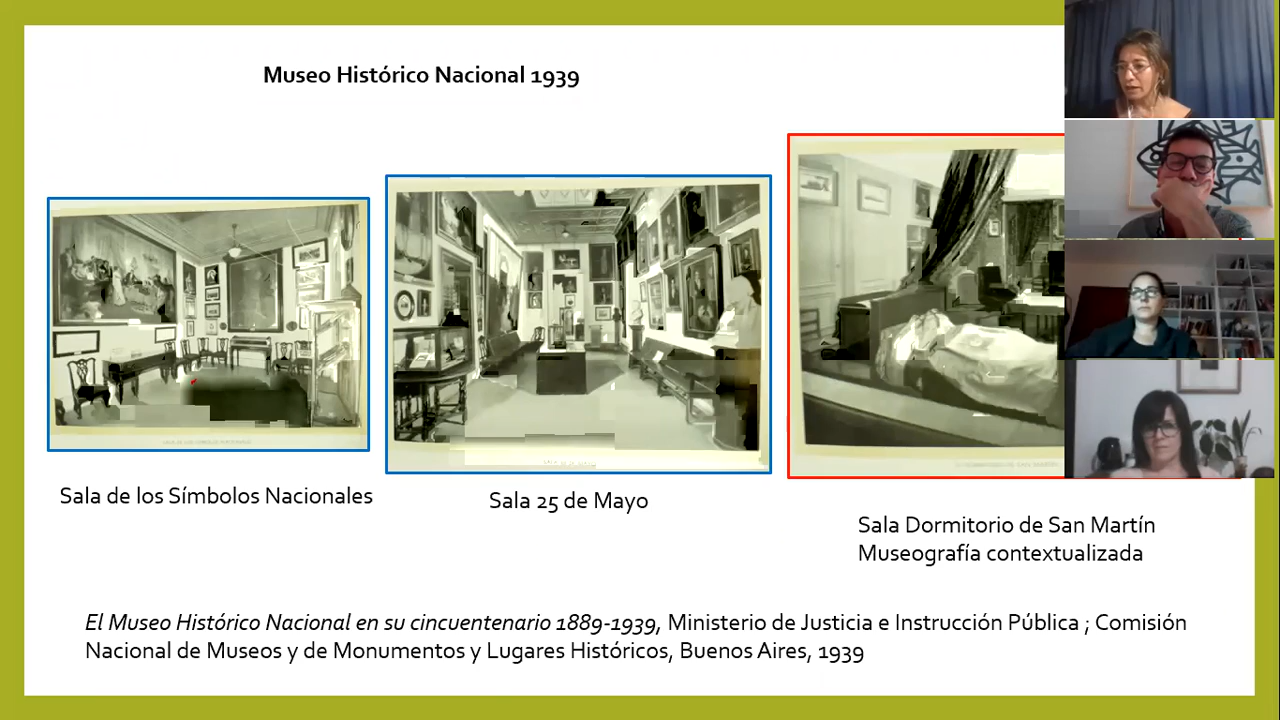 Museo Histórico Nacional 1939
Sala de los Símbolos Nacionales
Sala 25 de Mayo
Sala Dormitorio de San Martín
Museografía contextualizada
El Museo Histórico Nacional en su cincuentenario 1889-1939, Ministerio de Justicia e Instrucción Pública ; Comisión
Nacional de Museos y de Monumentos y Lugares Históricos, Buenos Aires, 1939